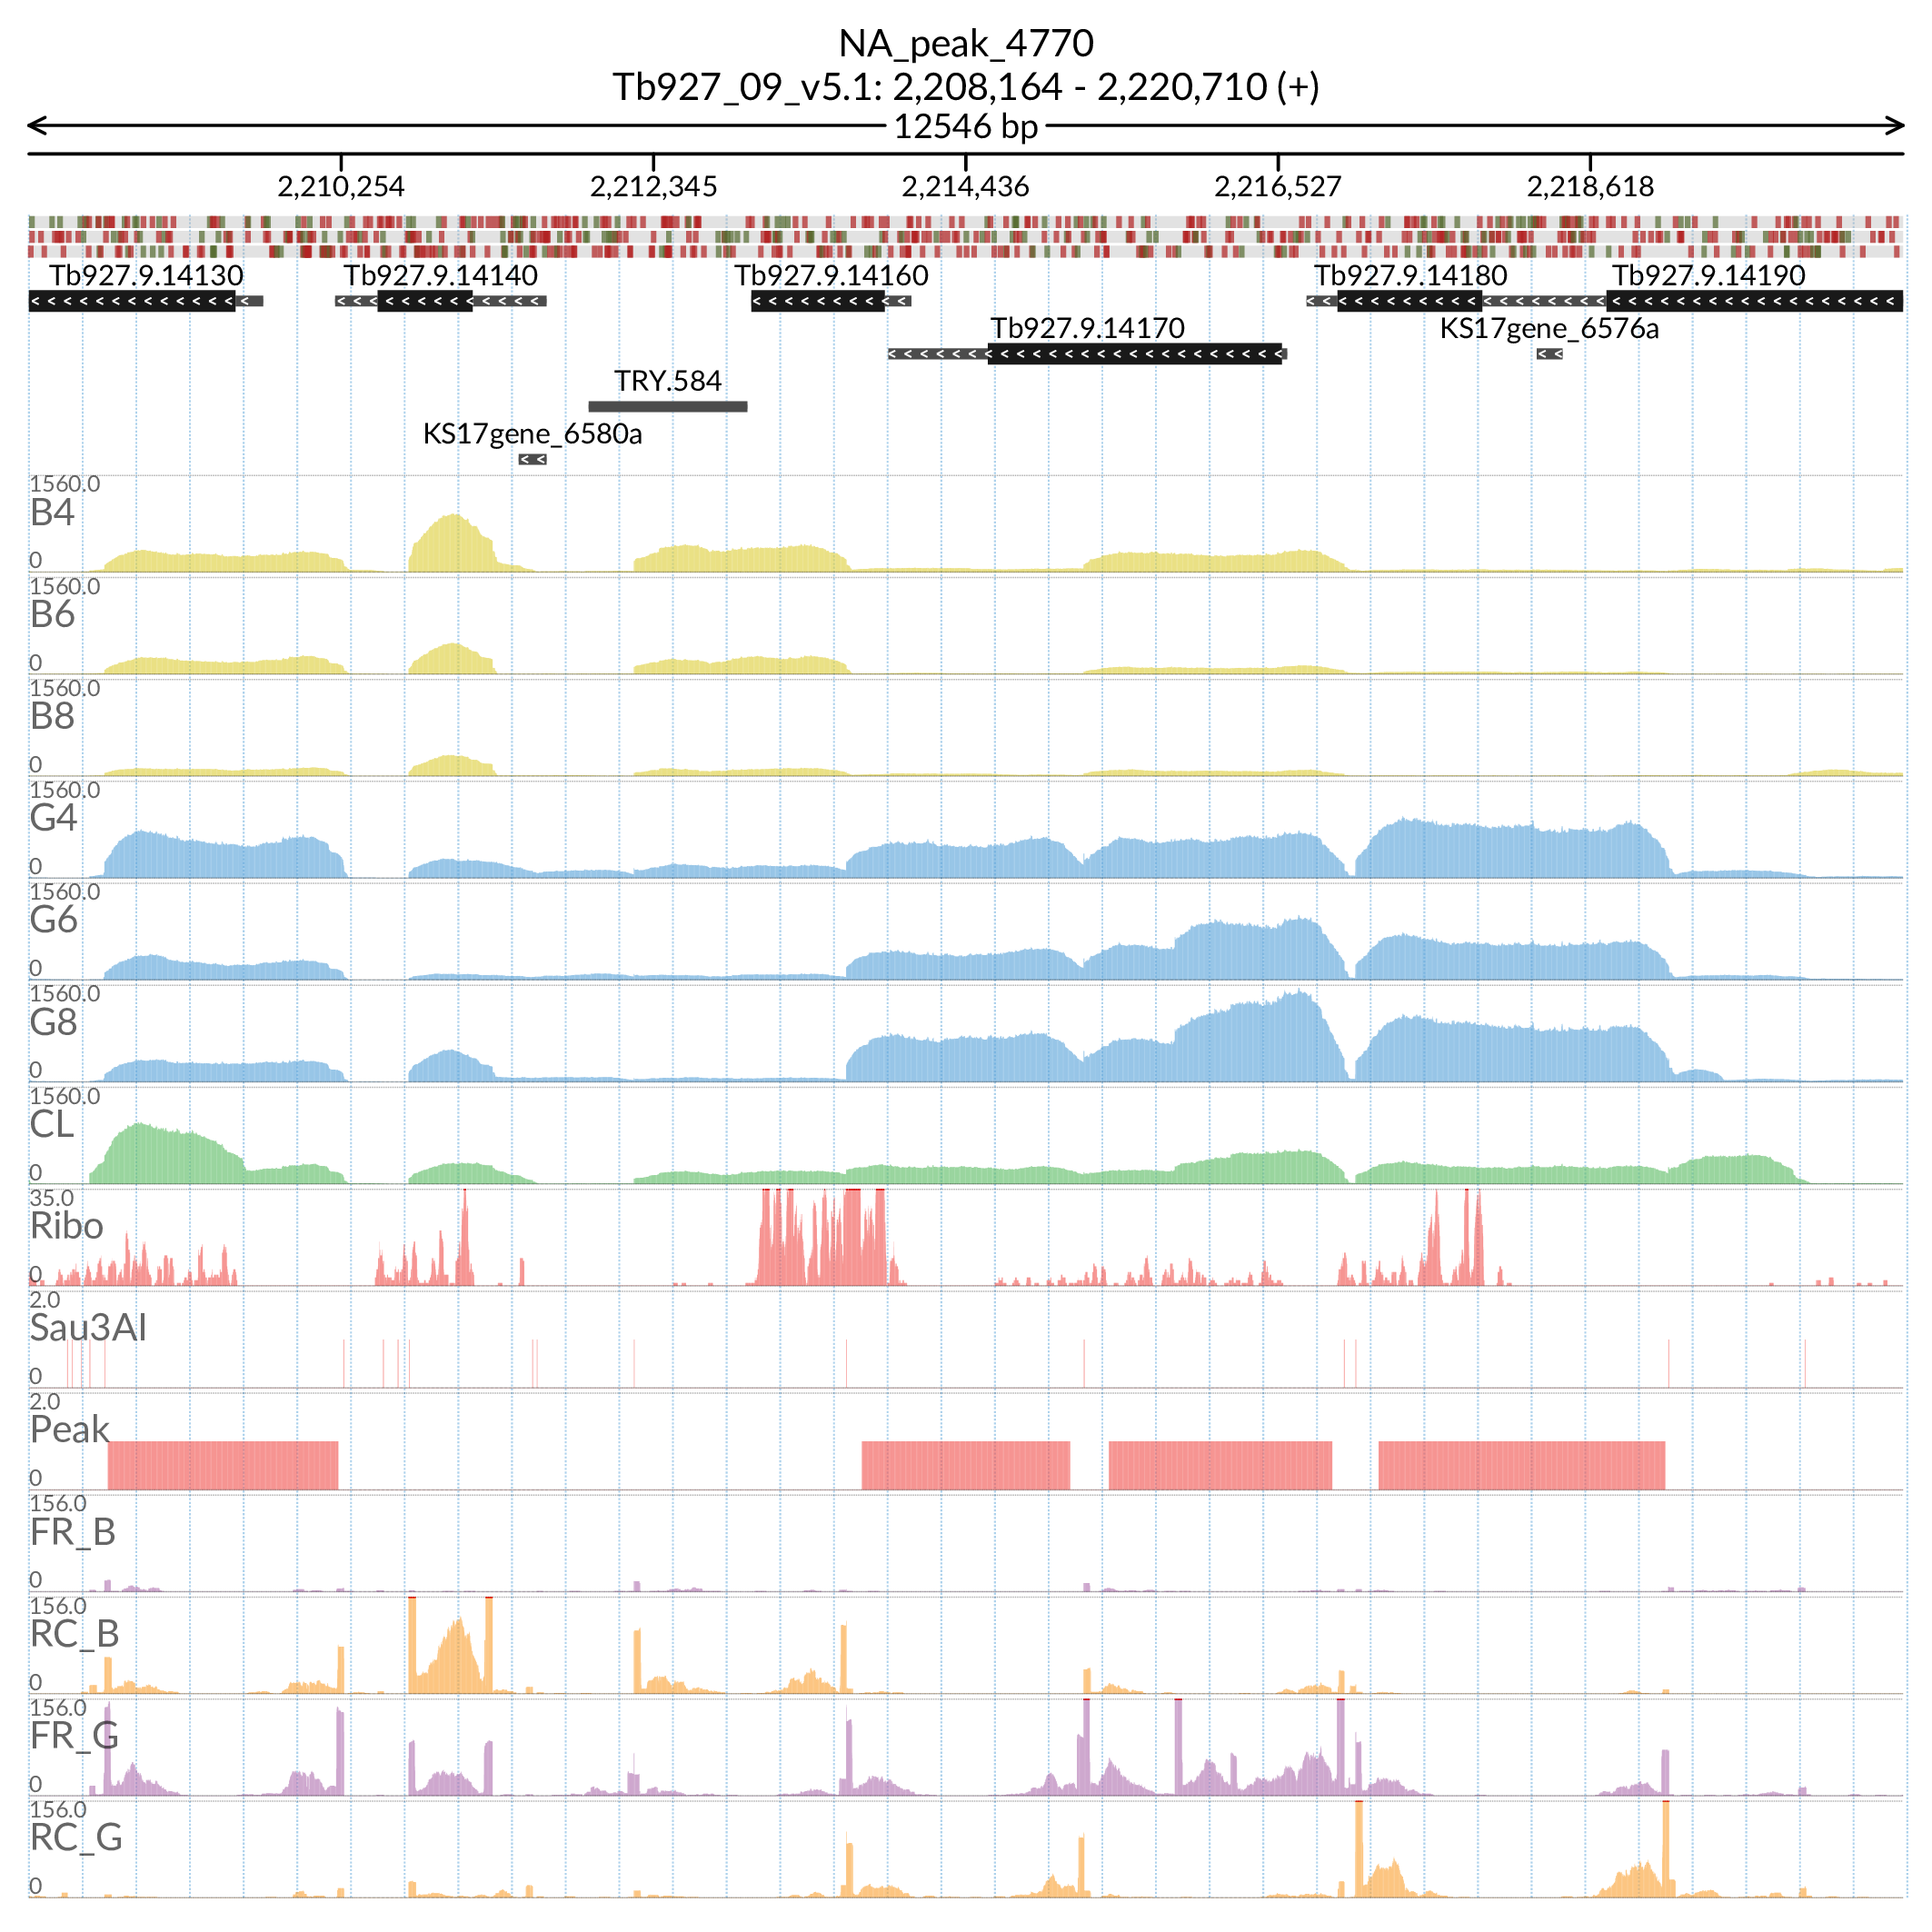 NA_peak_4770
Tb927_09_v5.1: 2,208,164 - 2,220,710 (+)
12546 bp
2,210,254 2,212,345 2,214,436 2,216,527 2,218,618
Tb927.9.14130 Tb927.9.14140 Tb927.9.14160 Tb927.9.14180 Tb927.9.14190
Tb927.9.14170 KS17gene_6576a
TRY.584
KS17gene_6580a
1560.0
B4
0
1560.0
B6
0
1560.0
B8
0
1560.0
G4
0
1560.0
G6
0
1560.0
G8
0
1560.0
CL
0
35.0
Ribo
0
2.0
Sau3AI
0
2.0
Peak
0
156.0
FR_B
0
156.0
RC_B
0
156.0
FR_G
0
156.0
RC_G
0